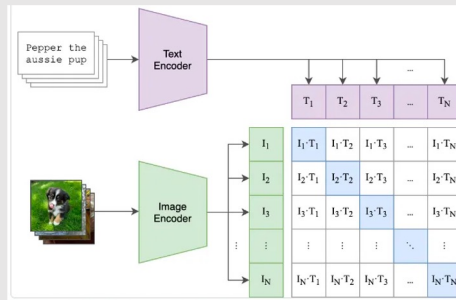 Pepper the
aussie pup
Text
Encoder
...
T1 T2 T3 ... TN
I1 I1·T1 I1·T2 I1·T3 ... I1·TN
I2 I2·T1 I2·T2 I2·T3 ... I2·TN
Image
Encoder
I3 I3·T1 I3·T2 I3·T3 ... I3·TN
⋮ ⋮ ⋮ ⋮ ⋮ ⋱ ⋮
IN IN·T1 IN·T2 IN·T3 ... IN·TN